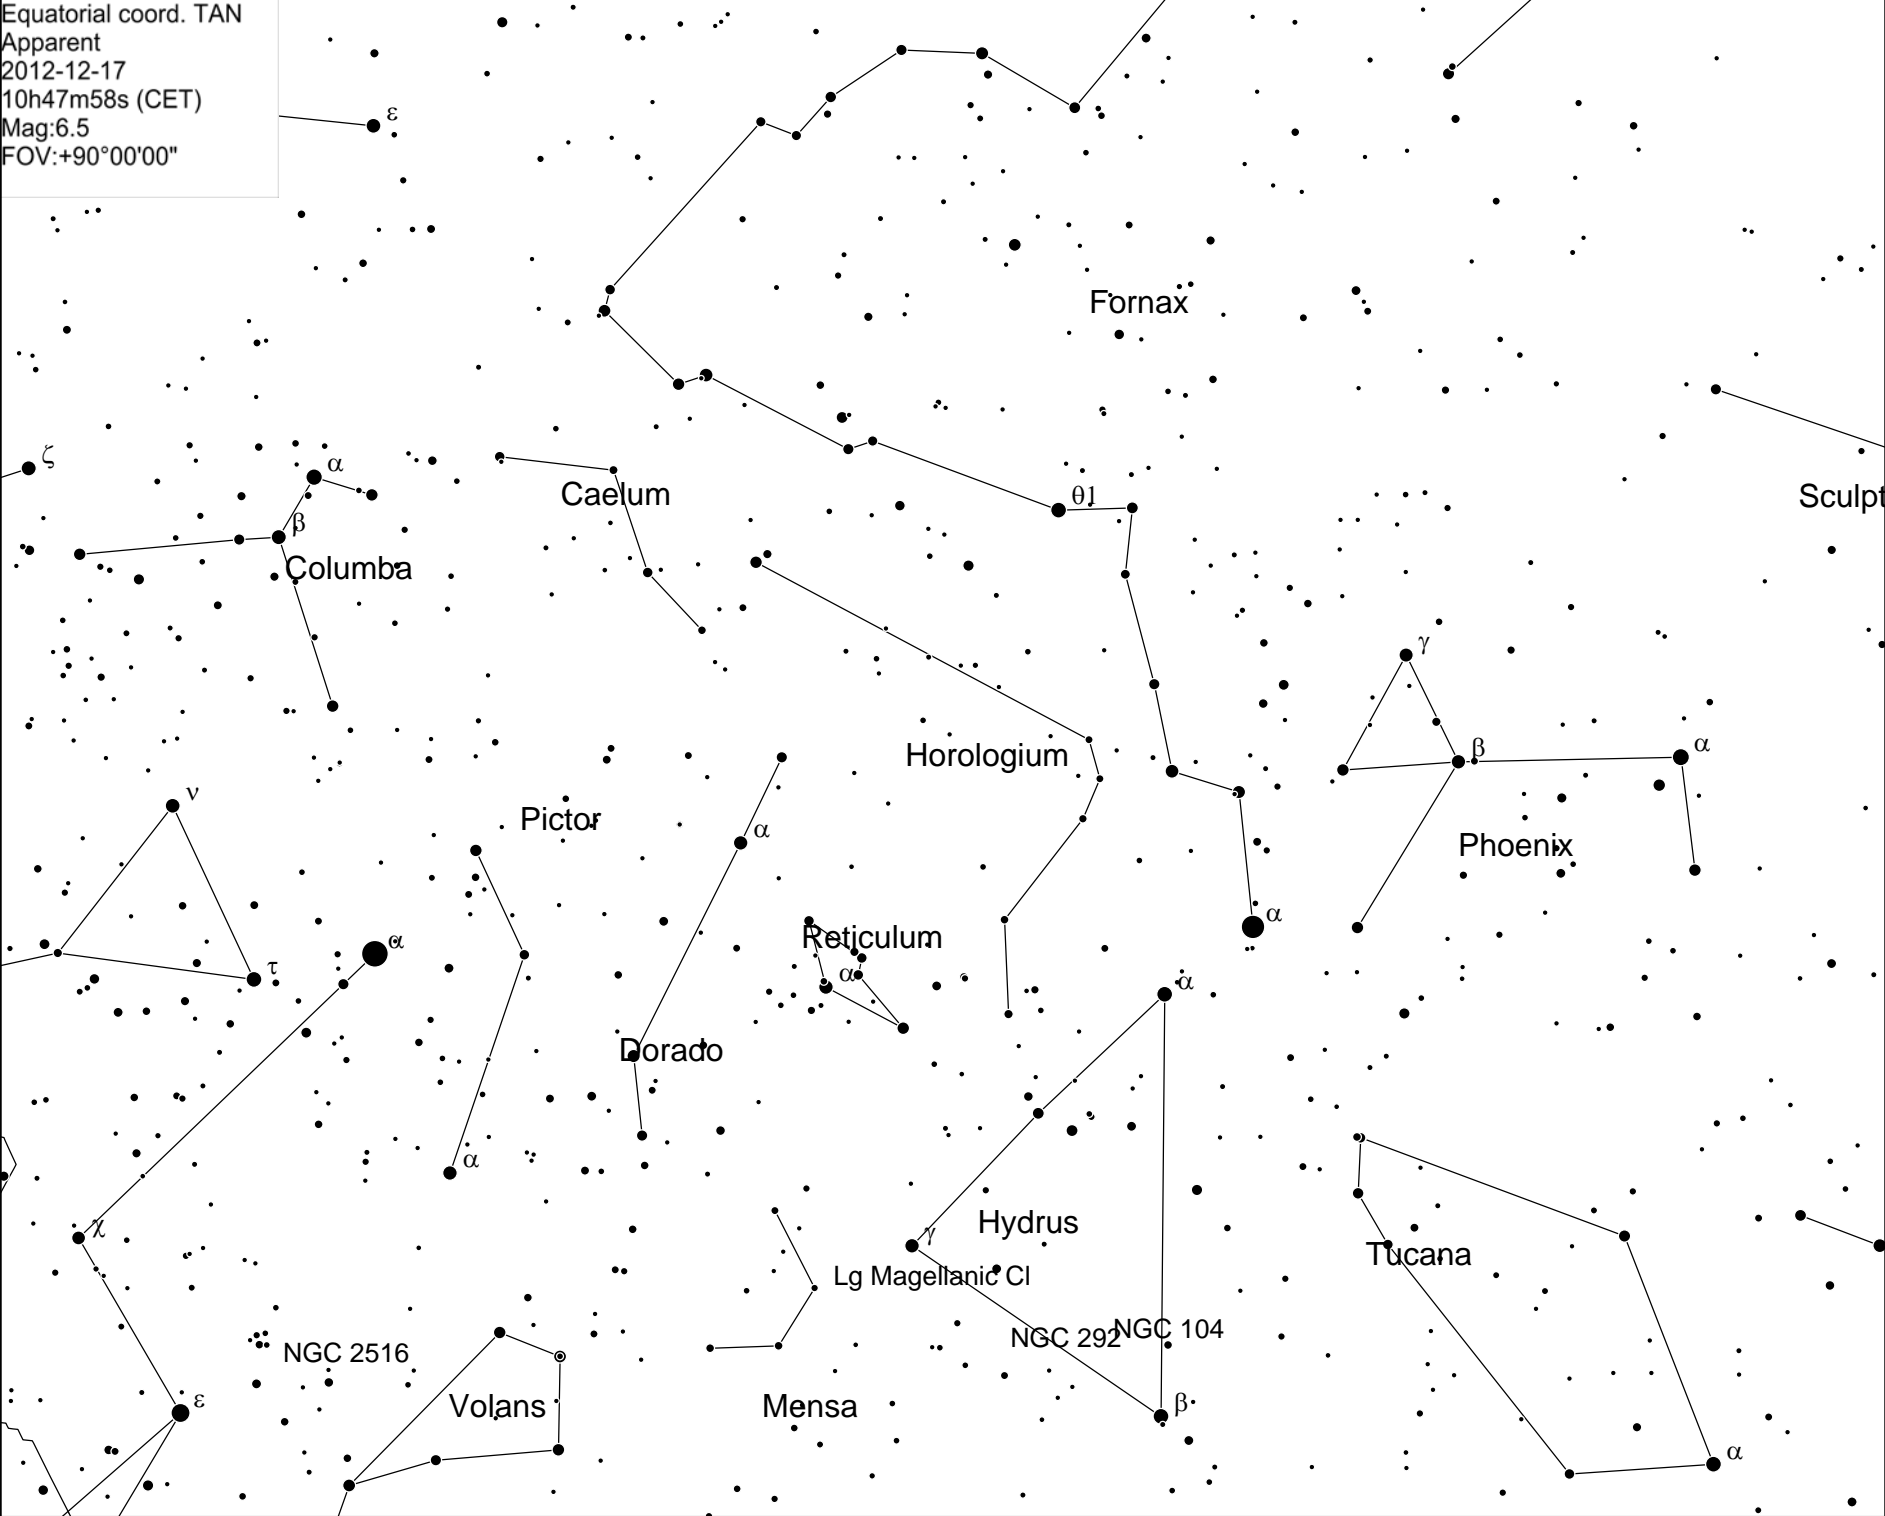 Equatorial coord. TAN
Apparent
2012-12-17
10h47m58s (CET)
Mag:6.5
FOV:+90°00'00"
ε
Fornax
ζ
α
Caelum
θ1
Sculpt
β
Columba
γ
Horologium
β
α
ν
Pictor
α
Phoenix
α
α
Reticulum
τ
α
α
Dorado
α
χ
γ
Hydrus
Tucana
Lg Magellanic Cl
NGC 2516
NGC 292
NGC 104
ε
Volans
Mensa
β
α